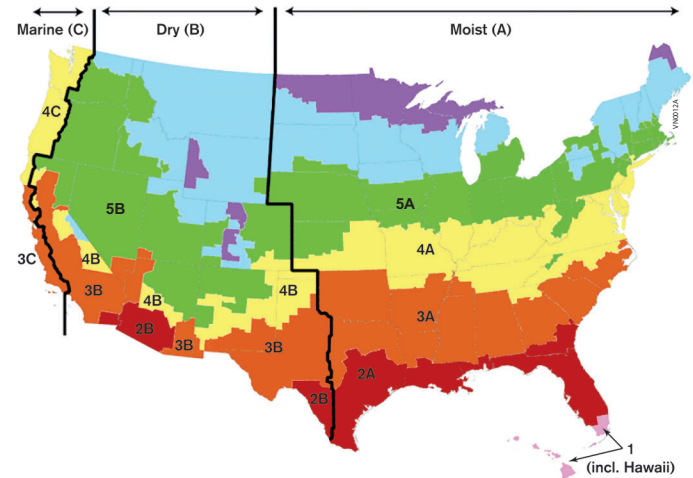 Marine (C)
Dry (B)
Moist (A)
VN0012A
4C
5B
5A
4A
3C
4B
3B
4B
4B
3A
2B
3B
3B
2A
2B
1
(incl. Hawaii)